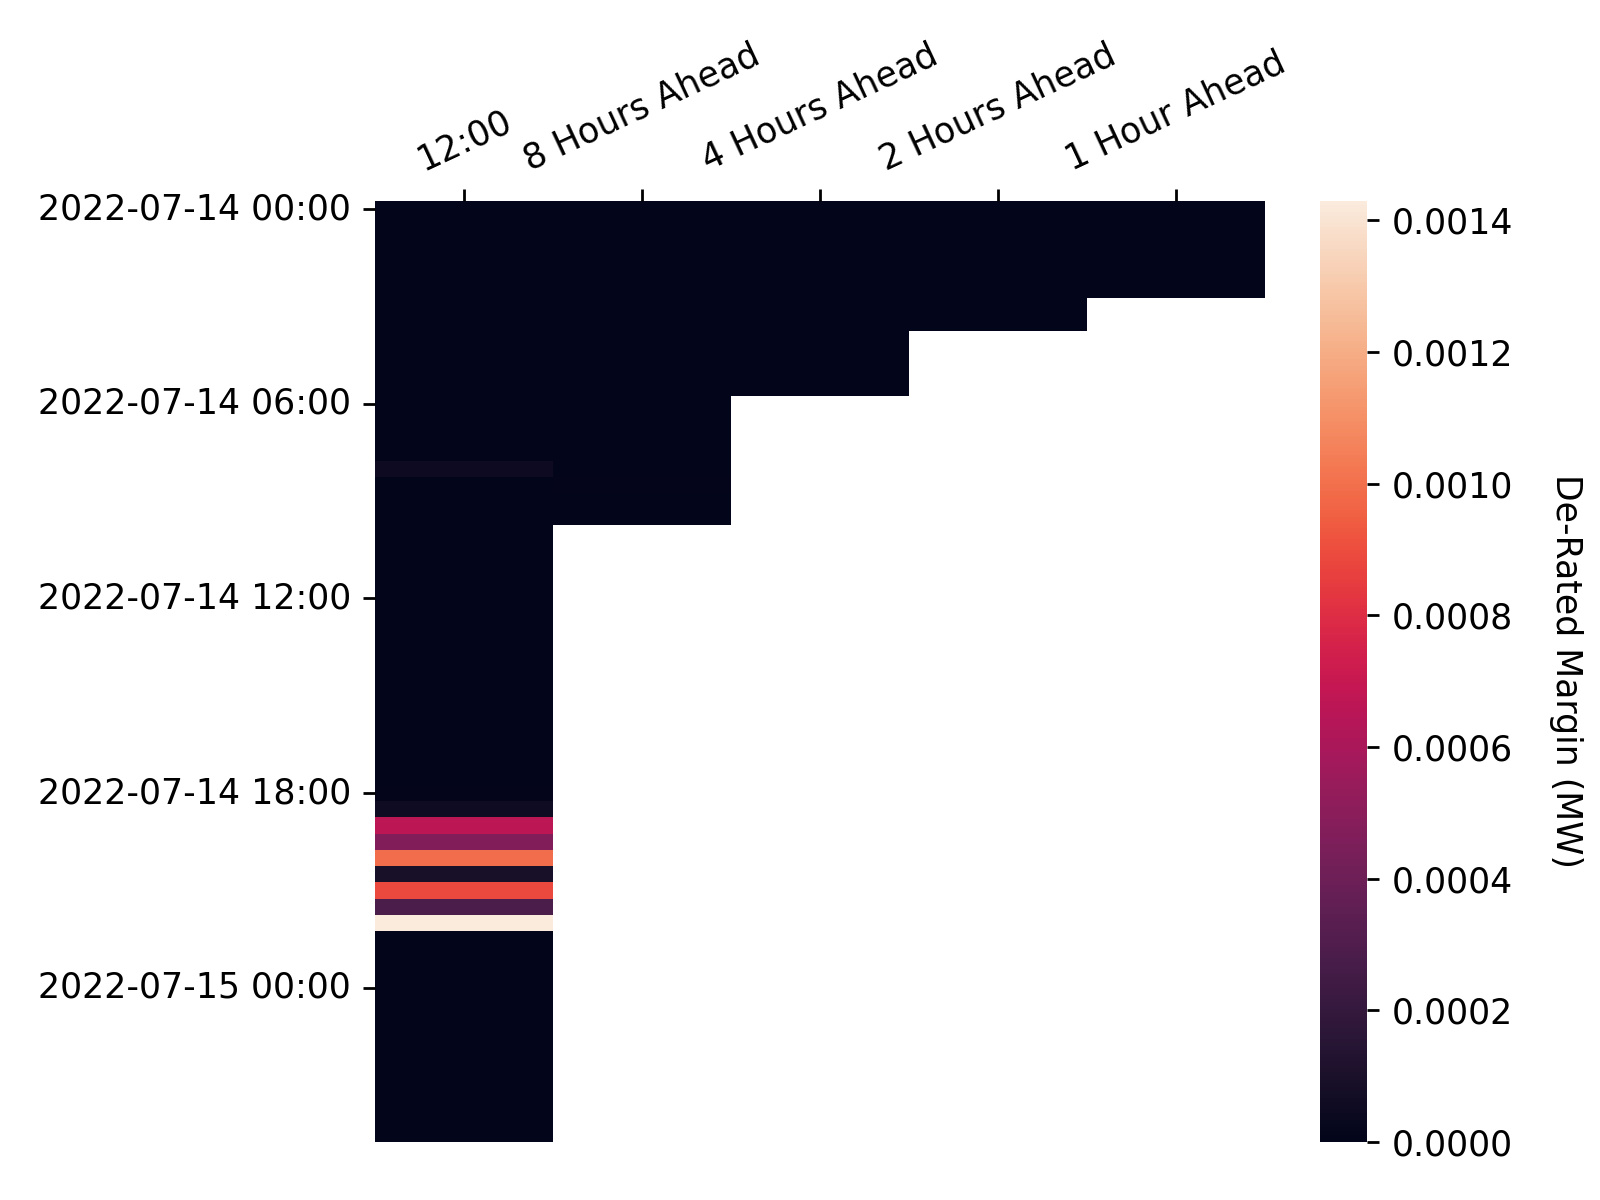 12:00
8 Hours Ahead
4 Hours Ahead
2 Hours Ahead
1 Hour Ahead
2022-07-14 00:00
2022-07-14 06:00
2022-07-14 12:00
2022-07-14 18:00
2022-07-15 00:00
0.0014
0.0012
0.0010
0.0008
0.0006
0.0004
0.0002
0.0000
De-Rated Margin (MW)